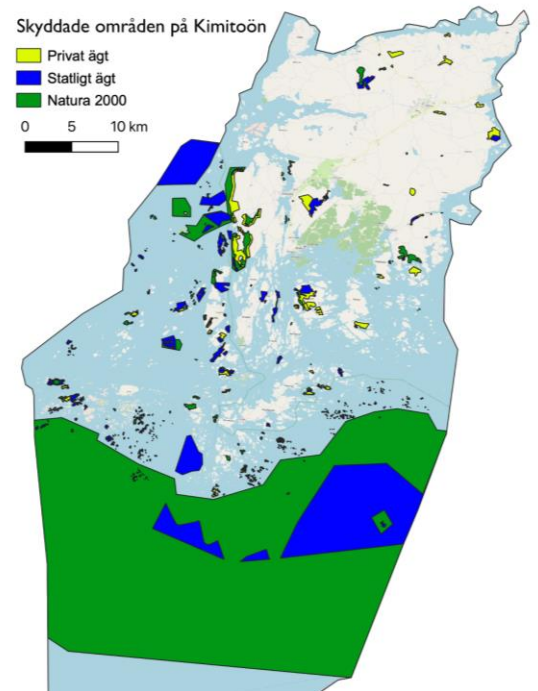 Skyddade områden på Kimitoön
Privat ägt
Statligt ägt
Natura 2000
0 5 10 km